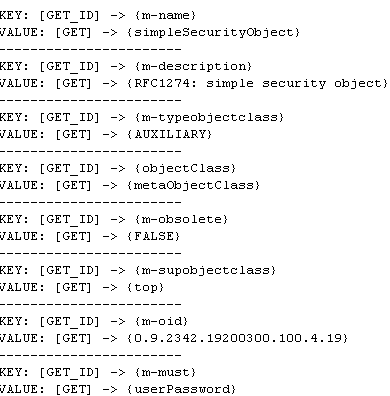 KEY: [GET_ID] -> {m-name}
VALUE: [GET] -> {simpleSecurityObject}
-----------------------
KEY: [GET_ID] -> {m-description}
VALUE: [GET] -> {RFC1274: simple security object}
-----------------------
KEY: [GET_ID] -> {m-typeobjectclass}
VALUE: [GET] -> {AUXILIARY}
-----------------------
KEY: [GET_ID] -> {objectClass}
VALUE: [GET] -> {metaObjectClass}
-----------------------
KEY: [GET_ID] -> {m-obsolete}
VALUE: [GET] -> {FALSE}
-----------------------
KEY: [GET_ID] -> {m-supobjectclass}
VALUE: [GET] -> {top}
-----------------------
KEY: [GET_ID] -> {m-oid}
VALUE: [GET] -> {0.9.2342.19200300.100.4.19}
-----------------------
KEY: [GET_ID] -> {m-must}
VALUE: [GET] -> {userPassword}